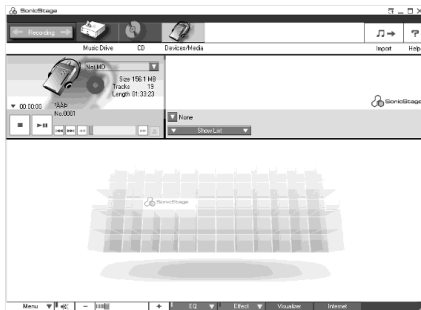 SonicStage
Recording
Music Drive CD Devices/Media Import Help
Net MD
Size 156.1 MB
Tracks 19
Length 01:33:23
00:00:06
No.0001
SonicStage
None
Show List
SonicStage
Menu EQ Effect Visualizer Internet